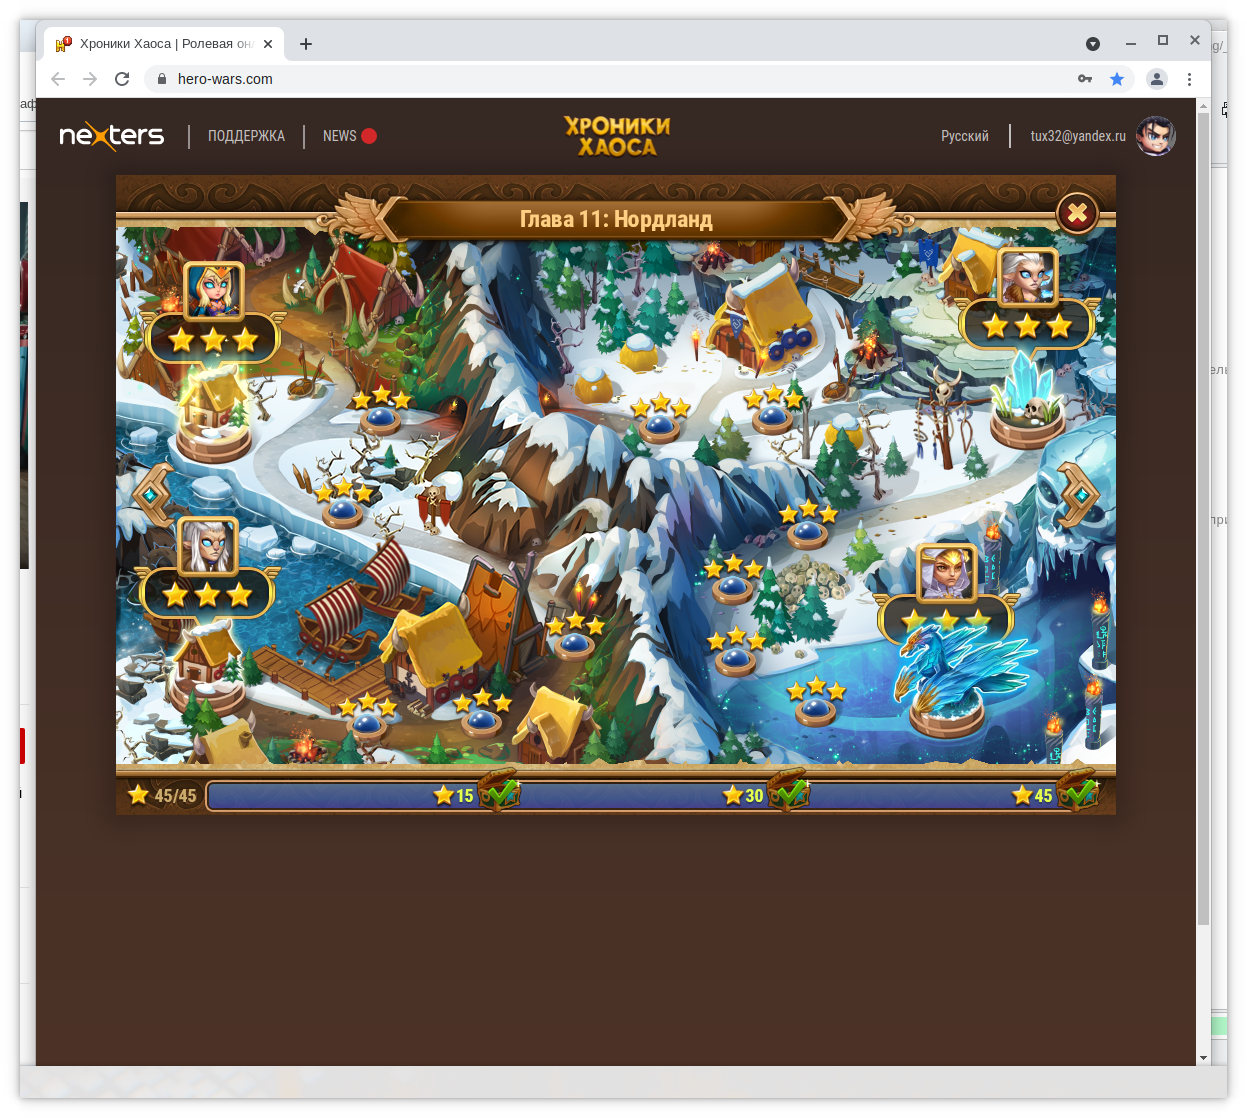 Хроники Хаоса | Ролевая онл
hero-wars.com
nexters
ПОДДЕРЖКА
NEWS
ХРОНИКИ
ХАОСА
Русский
tux32@yandex.ru
Глава 11: Нордланд
45/45
15
30
45